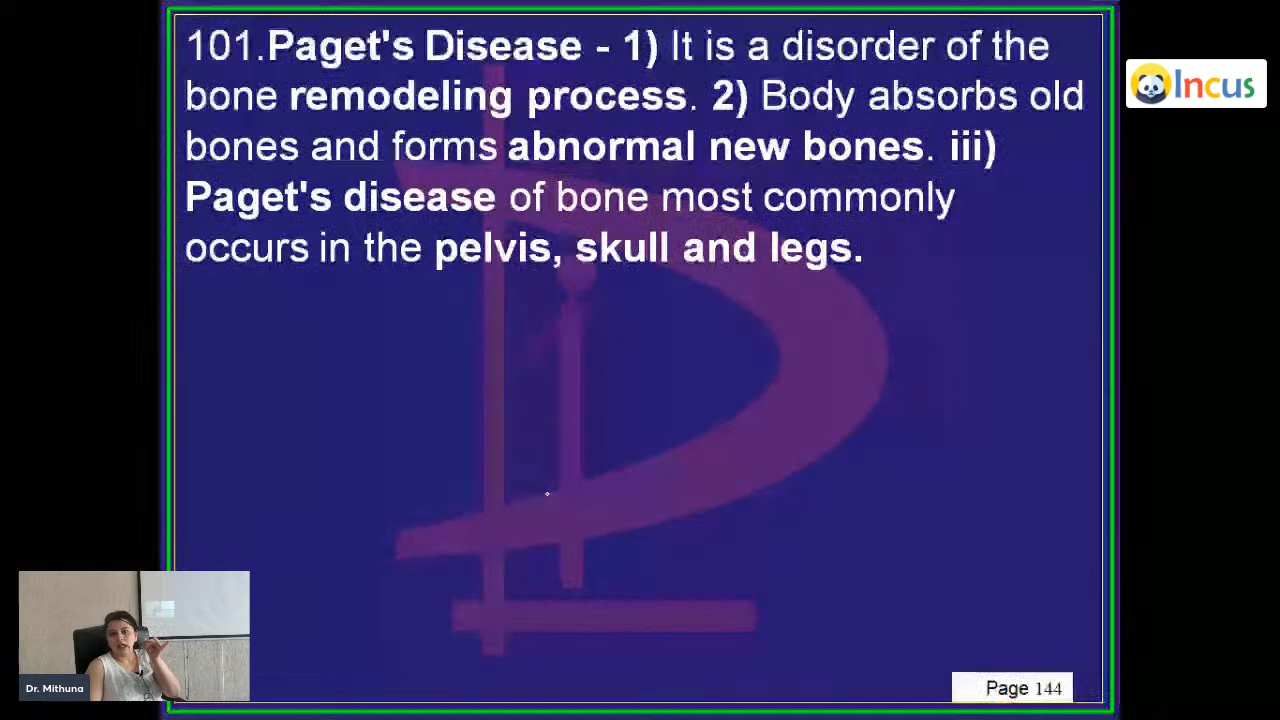 101.Paget's Disease - 1) It is a disorder of the
bone remodeling process. 2) Body absorbs old
bones and forms abnormal new bones. iii)
Paget's disease of bone most commonly
occurs in the pelvis, skull and legs.
Incus
Dr. Mithuna
Page 144